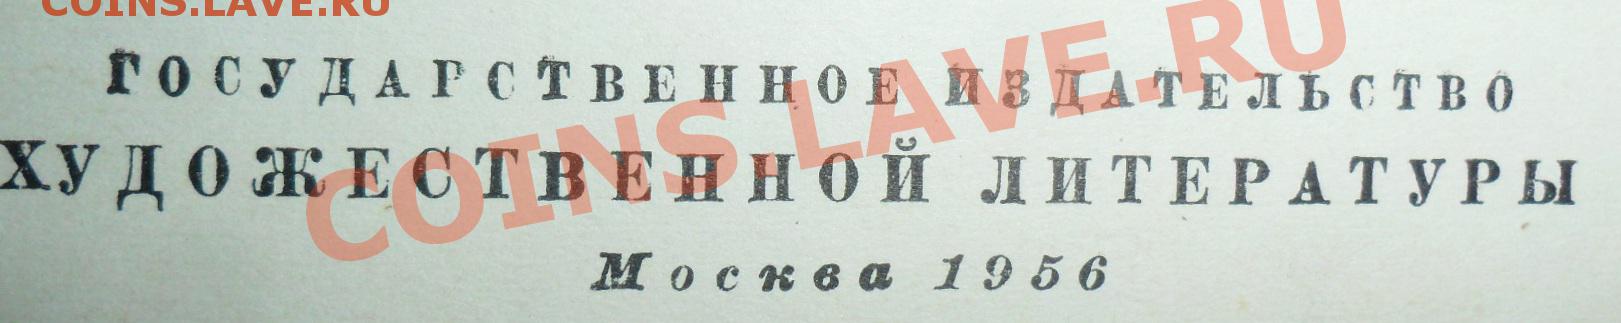 COINS.LAVE.RU
ГОСУДАРСТВЕННОЕ ИЗДАТЕЛЬСТВО
ХУДОЖЕСТВЕННОЙ ЛИТЕРАТУРЫ
COINS.LAVE.RU
Москва 1956